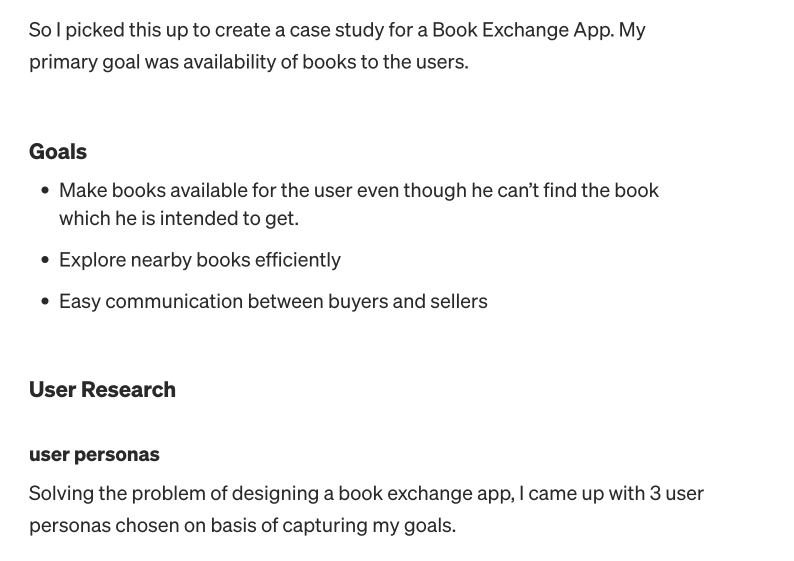 So I picked this up to create a case study for a Book Exchange App. My
primary goal was availability of books to the users.
Goals
• Make books available for the user even though he can’t find the book
which he is intended to get.
• Explore nearby books efficiently
• Easy communication between buyers and sellers
User Research
user personas
Solving the problem of designing a book exchange app, I came up with 3 user
personas chosen on basis of capturing my goals.